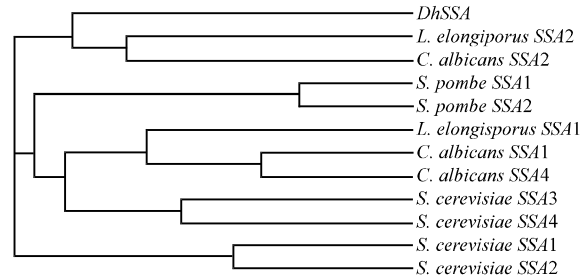 DhSSA
L. elongiporus SSA2
C. albicans SSA2
S. pombe SSA1
S. pombe SSA2
L. elongisporus SSA1
C. albicans SSA1
C. albicans SSA4
S. cerevisiae SSA3
S. cerevisiae SSA4
S. cerevisiae SSA1
S. cerevisiae SSA2